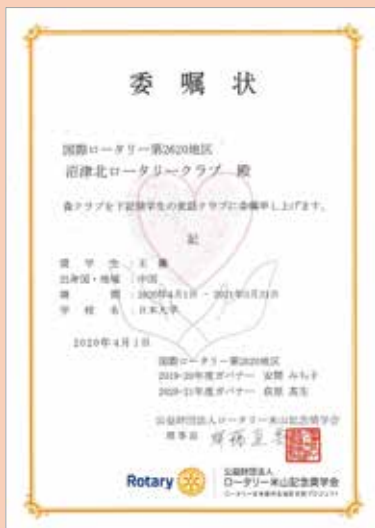 委嘱状
国際ロータリー第2620地区
沼津北ロータリークラブ 殿
貴クラブを下記奨学生の世話クラブに委嘱申し上げます。
記
奨学生:王
出身国・地域:中国
期間:2020年4月1日 - 2021年3月31日
学校名:日本大学
2020年4月1日
国際ロータリー第2620地区
2019-20年度ガバナー 安間 みち子
2020-21年度ガバナー 萩原 高生
公益財団法人ロータリー米山記念奨学会
理事長
Rotary
公益財団法人
ロータリー米山記念奨学会